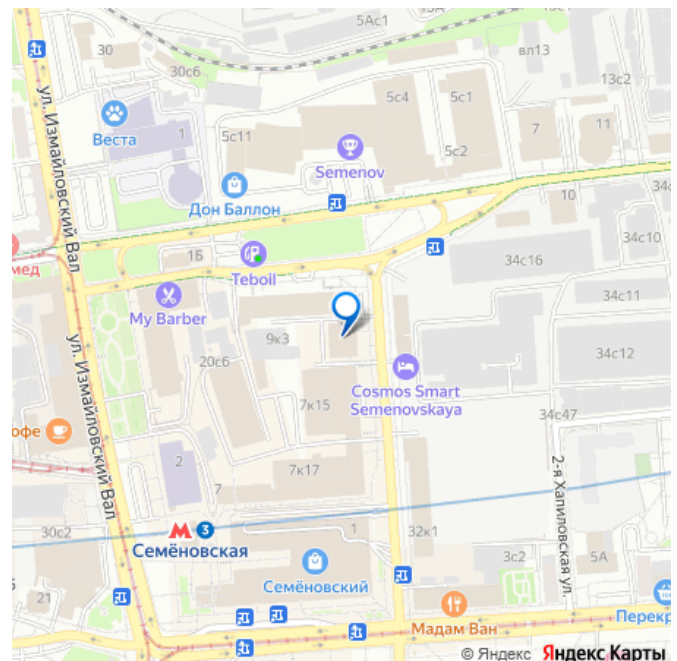 5Ас1
30
вл13
30с6
13с2
ул. Измайловский Вал
5с4
5с1
Веста
1
5с11
7
11
5с2
Semenov
Дон Баллон
34с
10
34с10
мед
1Б
Teboil
34с16
34с11
My Barber
ул. Измайловский Вал
9к3
20с6
34с12
Cosmos Smart
Semenovskaya
7к15
34с47
офе
2
7к17
2-я Хапиловская ул.
7
30с2
М 3
1
32к1
Семёновская
3с2
5А
Семёновский
21
Мадам Ван
Перекр
© Яндекс Яндекс Карты